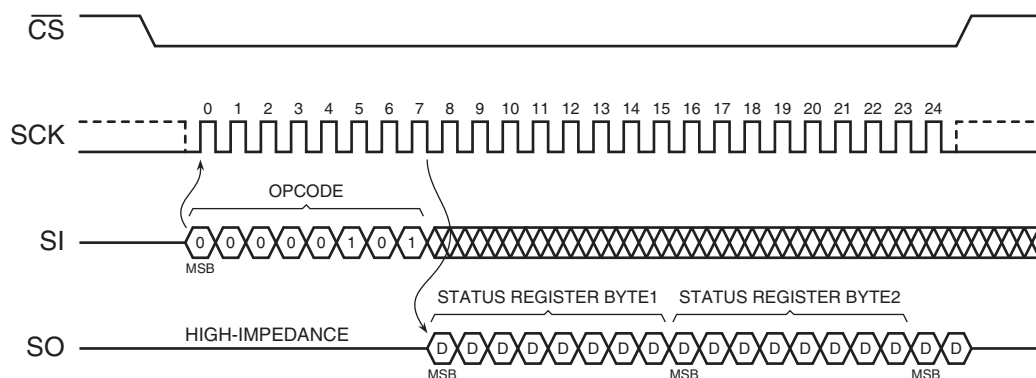 CS
0 1 2 3 4 5 6 7 8 9 10 11 12 13 14 15 16 17 18 19 20 21 22 23 24
SCK
OPCODE
SI 0 0 0 0 0 1 0 1
MSB
STATUS REGISTER BYTE1 STATUS REGISTER BYTE2
HIGH-IMPEDANCE
SO D D D D D D D D D D D D D D D D D D
MSB MSB MSB